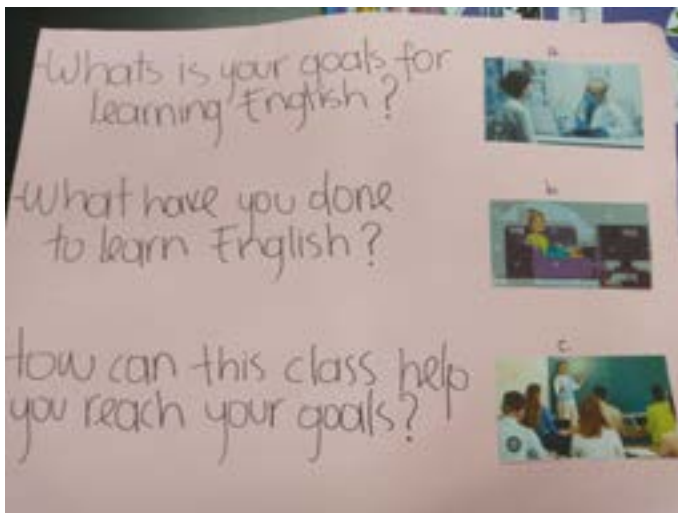 -Whats is your goals for
learning English?
a
-What have you done
to learn English?
b
How can this class help
you reach your goals?
c